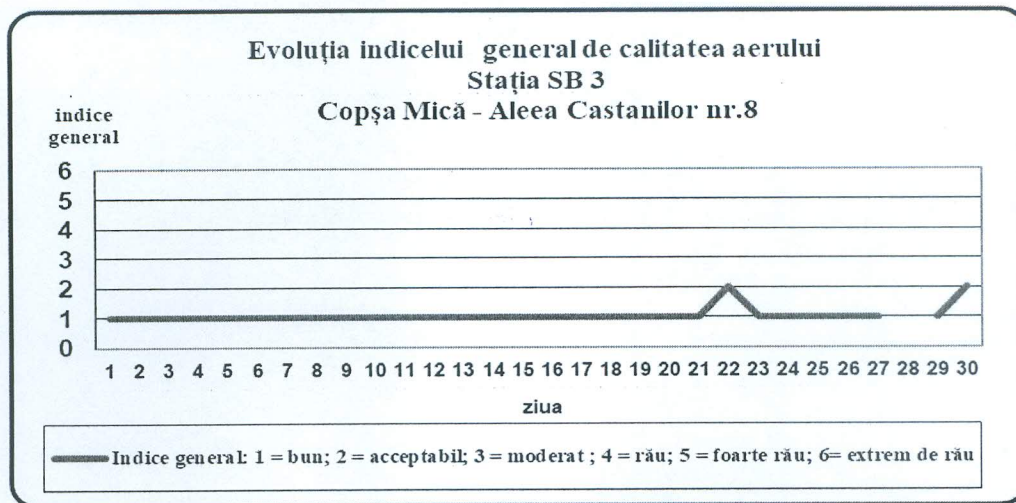 Evoluția indicelui general de calitatea aerului
Stația SB 3
Copșa Mică - Aleea Castanilor nr.8
indice
general
6
5
4
3
2
1
0
1 2 3 4 5 6 7 8 9 10 11 12 13 14 15 16 17 18 19 20 21 22 23 24 25 26 27 28 29 30
ziua
Indice general: 1 = bun; 2 = acceptabil; 3 = moderat ; 4 = rău; 5 = foarte rău; 6= extrem de rău